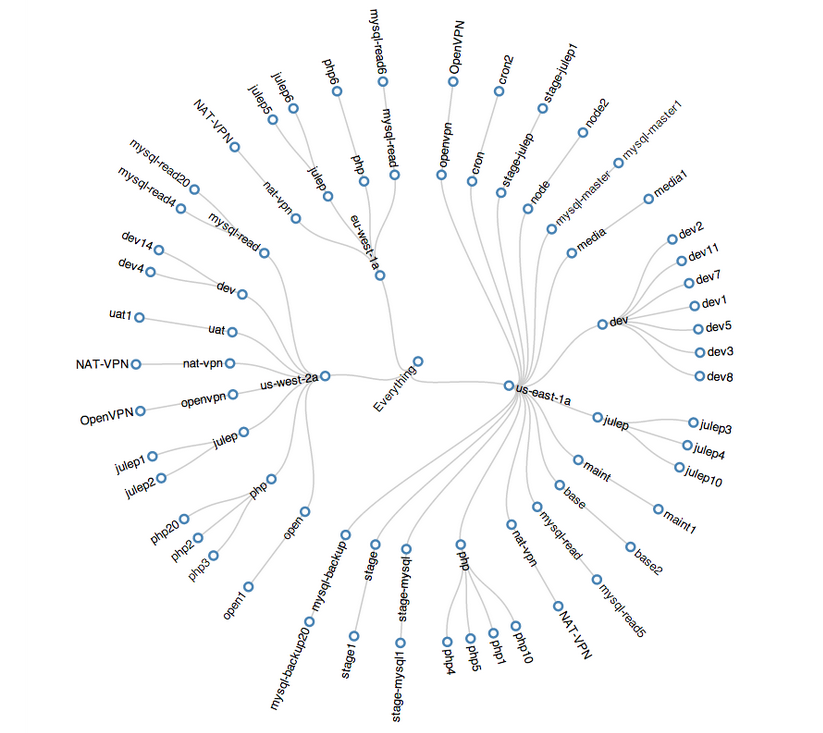 Everything
eu-west-1a
nat-vpn
NAT-VPN
julep
julep5
julep6
php
php6
mysql-read
mysql-read6
us-east-1a
openvpn
OpenVPN
cron
cron2
stage-julep
stage-julep1
node
node2
mysql-master
mysql-master1
media
media1
dev
dev2
dev11
dev7
dev1
dev5
dev3
dev8
julep
julep3
julep4
julep10
maint
maint1
base
base2
mysql-read
mysql-read5
nat-vpn
NAT-VPN
php
php10
php1
php5
php4
stage-mysql
stage-mysql1
stage
stage1
mysql-backup
mysql-backup20
us-west-2a
open
open1
php
php3
php2
php20
julep
julep2
julep1
openvpn
OpenVPN
nat-vpn
NAT-VPN
uat
uat1
dev
dev4
dev14
mysql-read
mysql-read4
mysql-read20